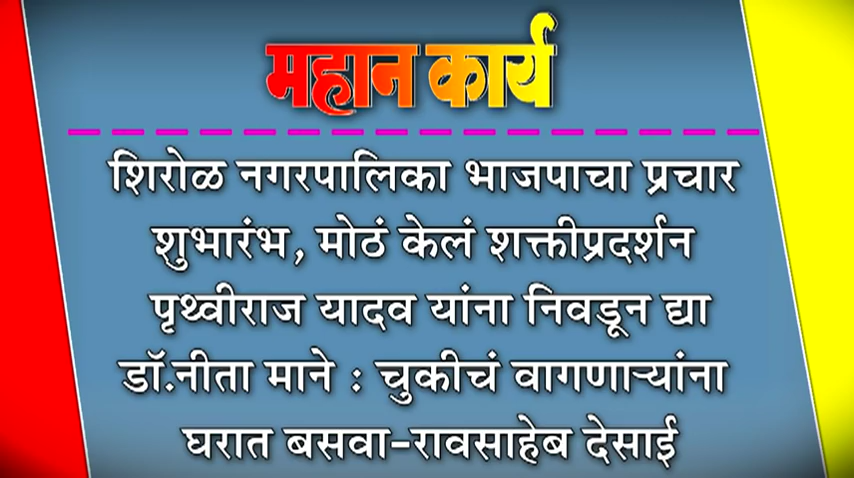 महान कार्य
शिरोळ नगरपालिका भाजपाचा प्रचार
शुभारंभ, मोठं केलं शक्तीप्रदर्शन
पृथ्वीराज यादव यांना निवडून द्या
डॉ.नीता माने : चुकीचं वागणाऱ्यांना
घरात बसवा-रावसाहेब देसाई